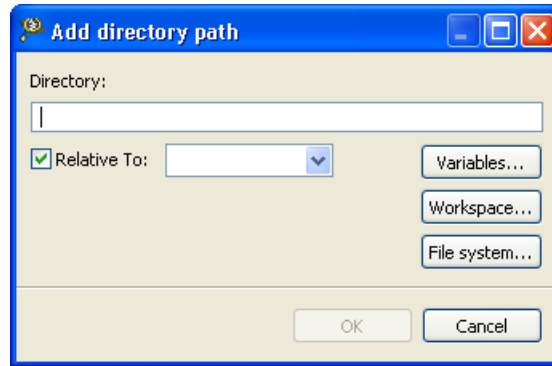 Add directory path
Directory:
Relative To:
Variables...
Workspace...
File system...
OK
Cancel